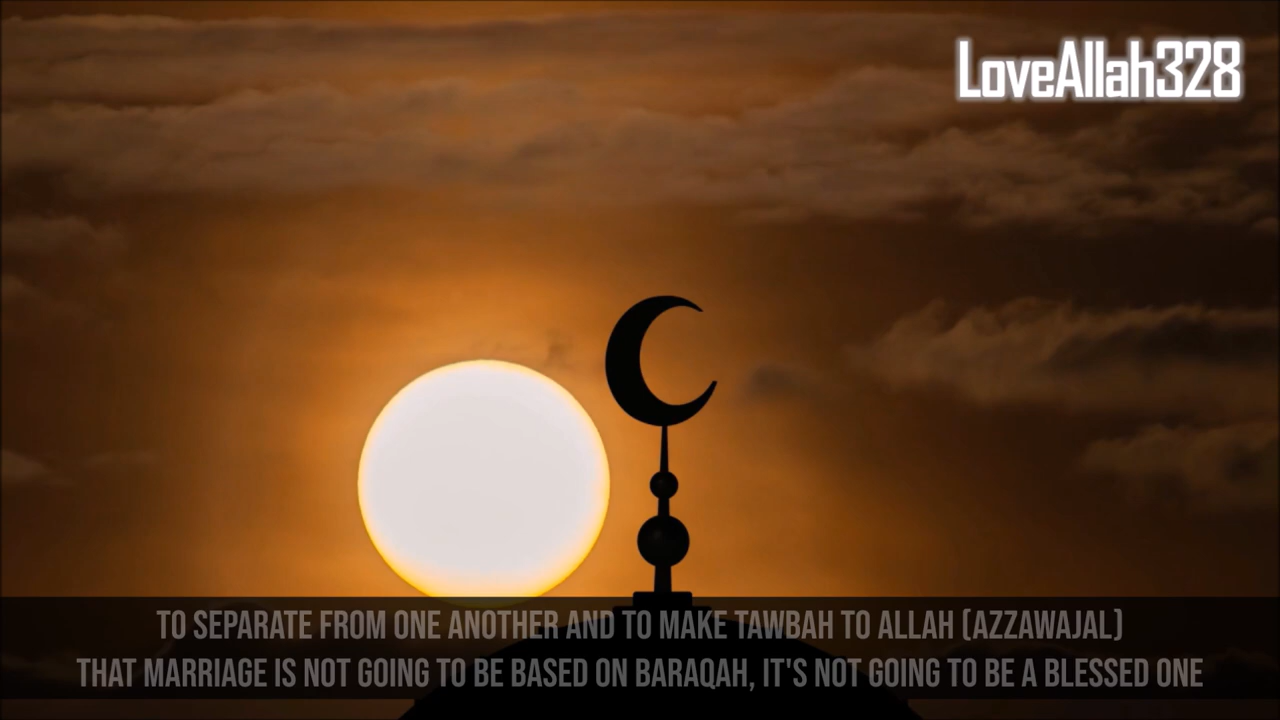 LoveAllah328
TO SEPARATE FROM ONE ANOTHER AND TO MAKE TAWBAH TO ALLAH (AZZAWAJAL)
THAT MARRIAGE IS NOT GOING TO BE BASED ON BARAQAH, IT'S NOT GOING TO BE A BLESSED ONE